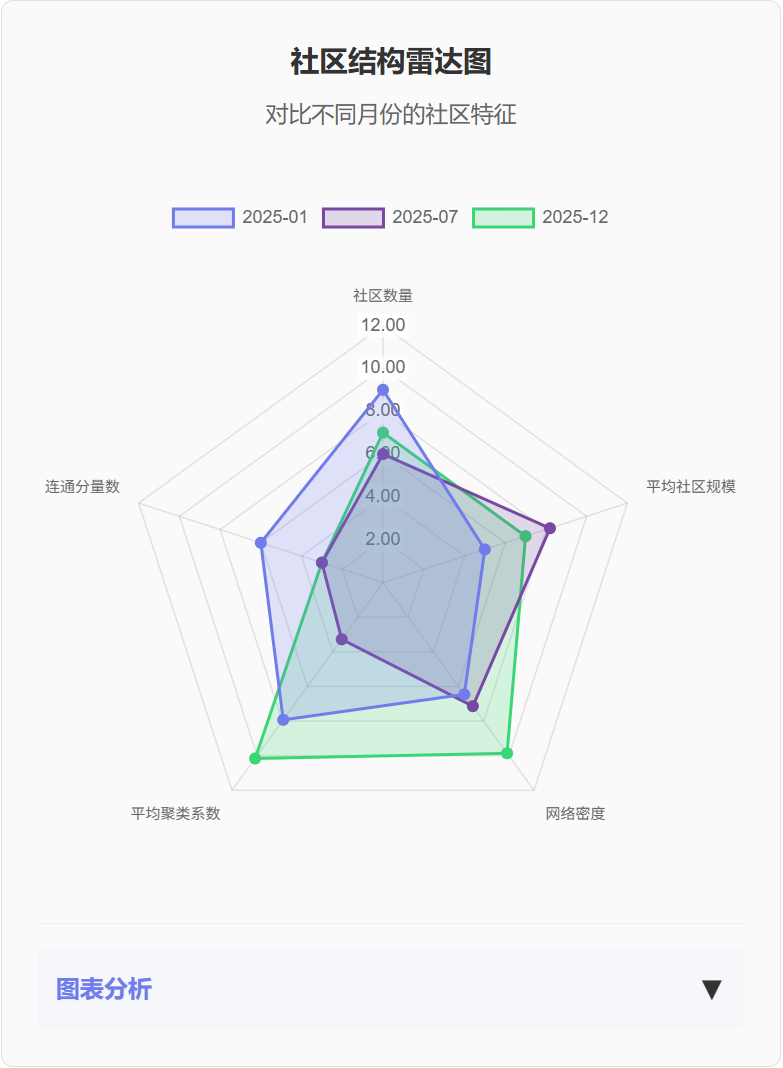 社区结构雷达图
对比不同月份的社区特征
2025-01 2025-07 2025-12
社区数量
12.00
10.00
8.00
6.00
4.00
2.00
连通分量数
平均社区规模
平均聚类系数
网络密度
图表分析 ▼